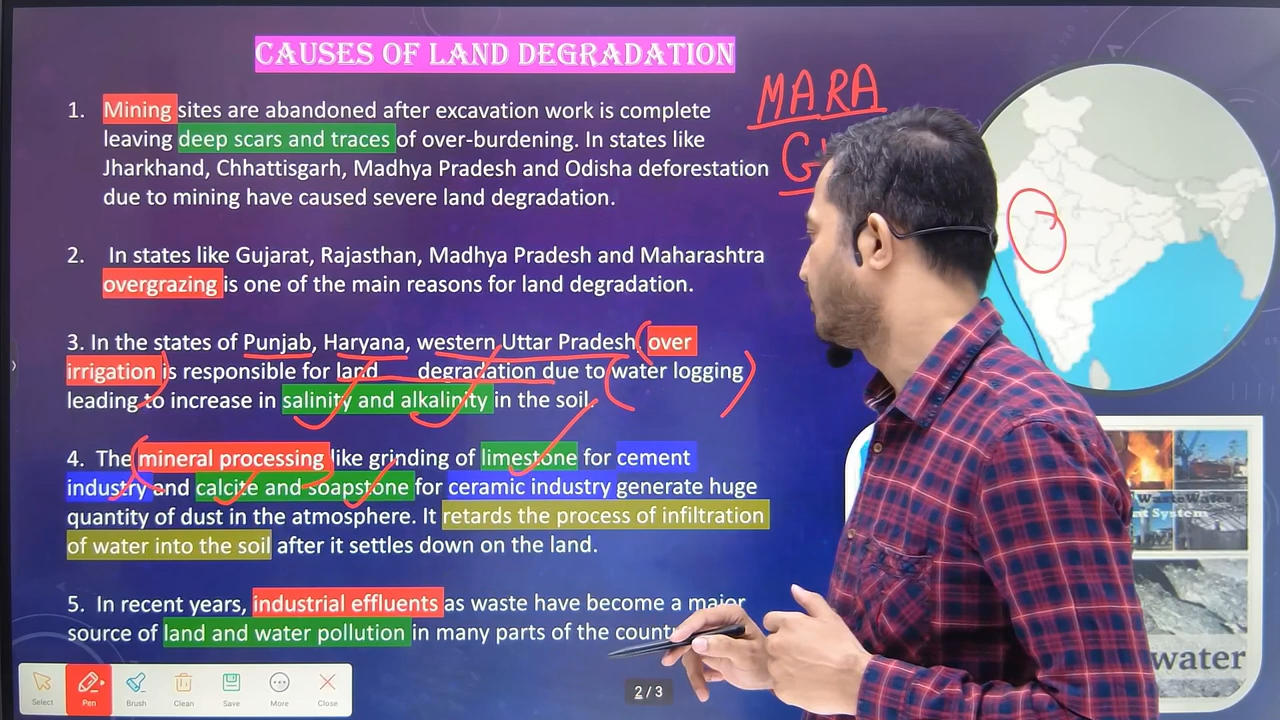 CAUSES OF LAND DEGRADATION
MARA
G
1. Mining sites are abandoned after excavation work is complete
leaving deep scars and traces of over-burdening. In states like
Jharkhand, Chhattisgarh, Madhya Pradesh and Odisha deforestation
due to mining have caused severe land degradation.
2. In states like Gujarat, Rajasthan, Madhya Pradesh and Maharashtra
overgrazing is one of the main reasons for land degradation.
3. In the states of Punjab, Haryana, western Uttar Pradesh, over
irrigation is responsible for land degradation due to water logging
leading to increase in salinity and alkalinity in the soil.
4. The mineral processing like grinding of limestone for cement
industry and calcite and soapstone for ceramic industry generate huge
quantity of dust in the atmosphere. It retards the process of infiltration
of water into the soil after it settles down on the land.
5. In recent years, industrial effluents as waste have become a major
source of land and water pollution in many parts of the
WasteWater
System
water
Select
Pen
Brush
Clean
Save
More
Close
2/3